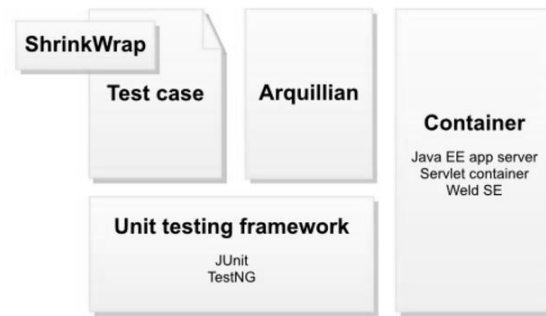 ShrinkWrap
Test case
Arquillian
Container
Java EE app server
Servlet container
Weld SE
Unit testing framework
JUnit
TestNG